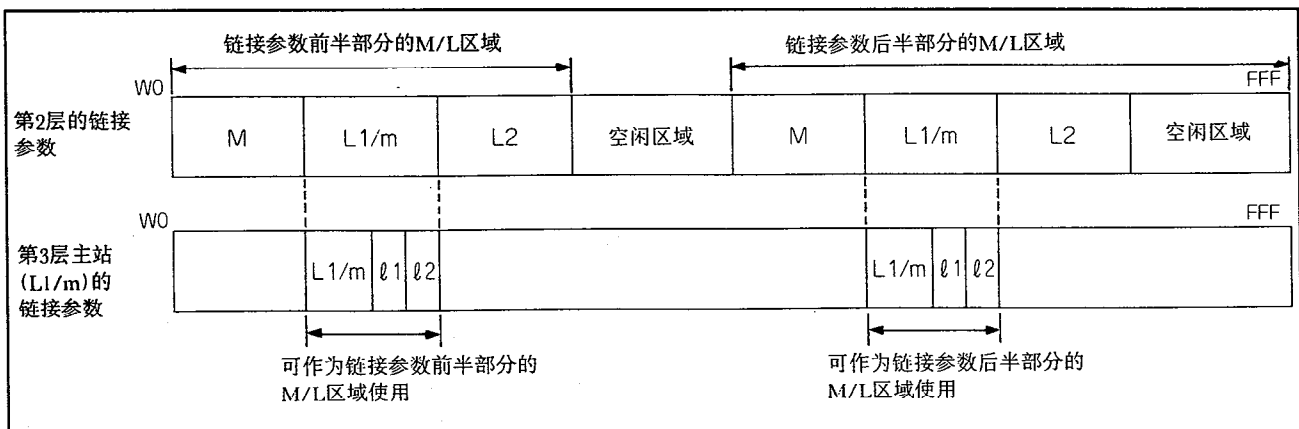 链接参数前半部分的M/L区域
链接参数后半部分的M/L区域
W0
FFF
第2层的链接
参数
M
L1/m
L2
空闲区域
M
L1/m
L2
空闲区域
W0
FFF
第3层主站
(L1/m)的
链接参数
L1/m
ℓ1
ℓ2
L1/m
ℓ1
ℓ2
可作为链接参数前半部分的
M/L区域使用
可作为链接参数后半部分的
M/L区域使用